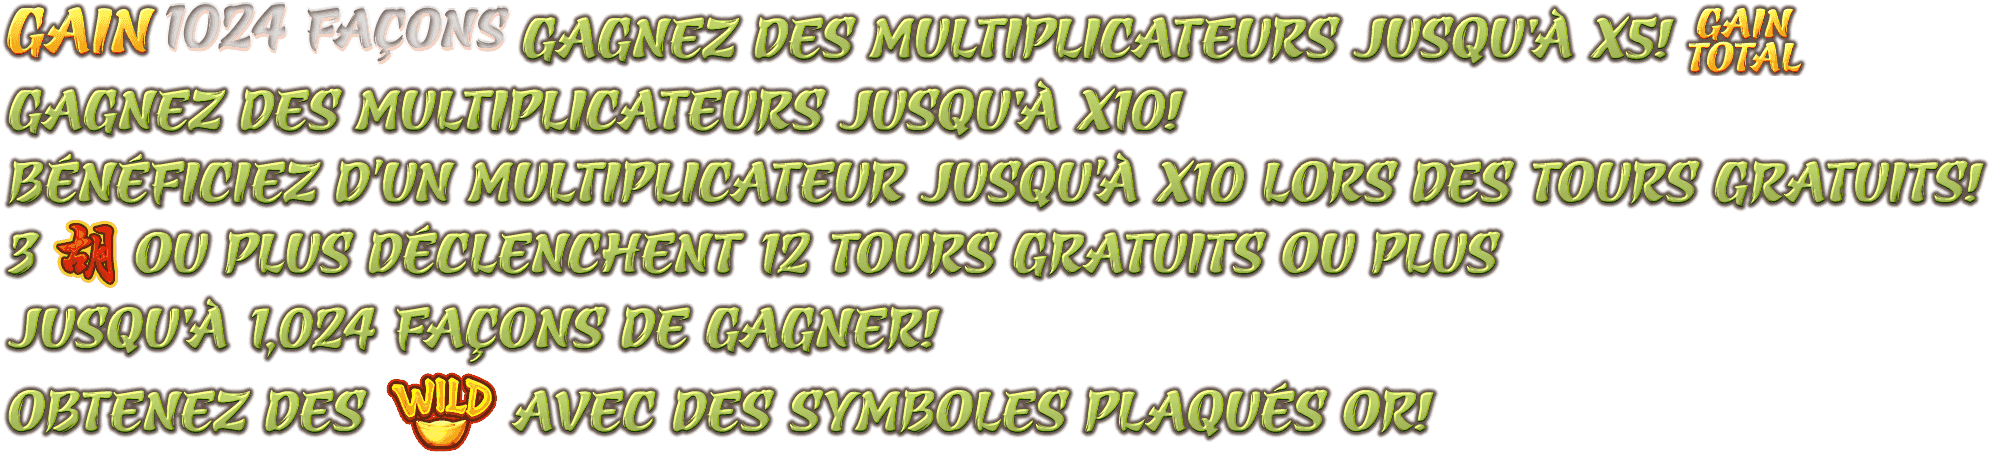 GAIN 1024 FAÇONS GAGNEZ DES MULTIPLICATEURS JUSQU'À X5! GAIN TOTAL
GAGNEZ DES MULTIPLICATEURS JUSQU'À X10!
BÉNÉFICIEZ D'UN MULTIPLICATEUR JUSQU'À X10 LORS DES TOURS GRATUITS!
3 胡 OU PLUS DÉCLENCHENT 12 TOURS GRATUITS OU PLUS
JUSQU'À 1,024 FAÇONS DE GAGNER!
OBTENEZ DES WILD AVEC DES SYMBOLES PLAQUÉS OR!